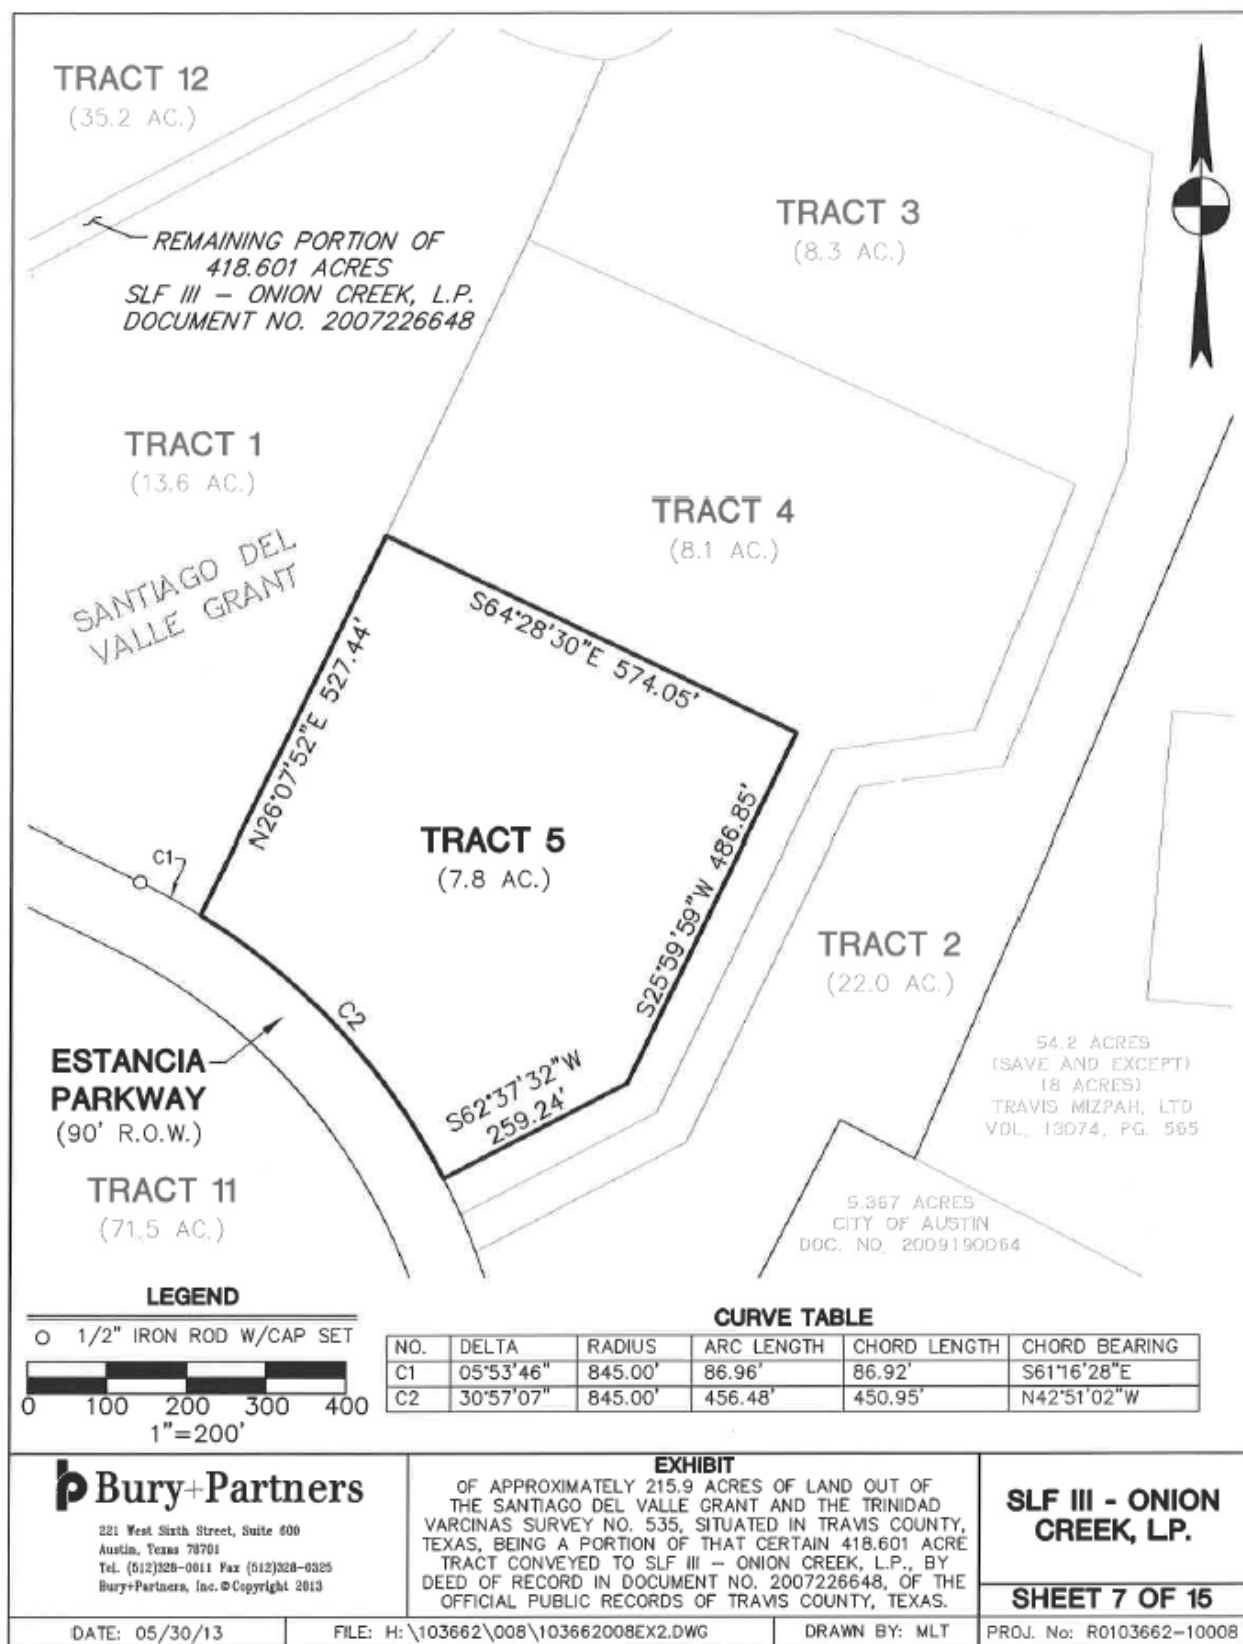 TRACT 12
(35.2 AC.)
REMAINING PORTION OF
418.601 ACRES
SLF III – ONION CREEK, L.P.
DOCUMENT NO. 2007226648
TRACT 3
(8.3 AC.)
TRACT 1
(13.6 AC.)
TRACT 4
(8.1 AC.)
SANTIAGO DEL
VALLE GRANT
S64°28'30"E 574.05'
N26°07'52"E 527.44'
TRACT 5
(7.8 AC.)
S25°59'59"W 486.85'
C1
C2
TRACT 2
(22.0 AC.)
ESTANCIA
PARKWAY
(90' R.O.W.)
S62°37'32"W
259.24'
54.2 ACRES
(SAVE AND EXCEPT)
(8 ACRES)
TRAVIS MIZPAH, LTD
VOL. 13074, PG. 565
TRACT 11
(71.5 AC.)
5.367 ACRES
CITY OF AUSTIN
DOC. NO. 2009190064
LEGEND
1/2" IRON ROD W/CAP SET
0 100 200 300 400
1"=200'
CURVE TABLE
NO. DELTA RADIUS ARC LENGTH CHORD LENGTH CHORD BEARING
C1 05°53'46" 845.00' 86.96' 86.92' S61°16'28"E
C2 30°57'07" 845.00' 456.48' 450.95' N42°51'02"W
Bury+Partners
221 West Sixth Street, Suite 600
Austin, Texas 78701
Tel. (512)328-0011 Fax (512)328-0325
Bury+Partners, Inc. © Copyright 2013
EXHIBIT
OF APPROXIMATELY 215.9 ACRES OF LAND OUT OF
THE SANTIAGO DEL VALLE GRANT AND THE TRINIDAD
VARCINAS SURVEY NO. 535, SITUATED IN TRAVIS COUNTY,
TEXAS, BEING A PORTION OF THAT CERTAIN 418.601 ACRE
TRACT CONVEYED TO SLF III – ONION CREEK, L.P., BY
DEED OF RECORD IN DOCUMENT NO. 2007226648, OF THE
OFFICIAL PUBLIC RECORDS OF TRAVIS COUNTY, TEXAS.
SLF III - ONION
CREEK, L.P.
SHEET 7 OF 15
DATE: 05/30/13
FILE: H:\103662\008\103662008EX2.DWG
DRAWN BY: MLT
PROJ. No: R0103662-10008